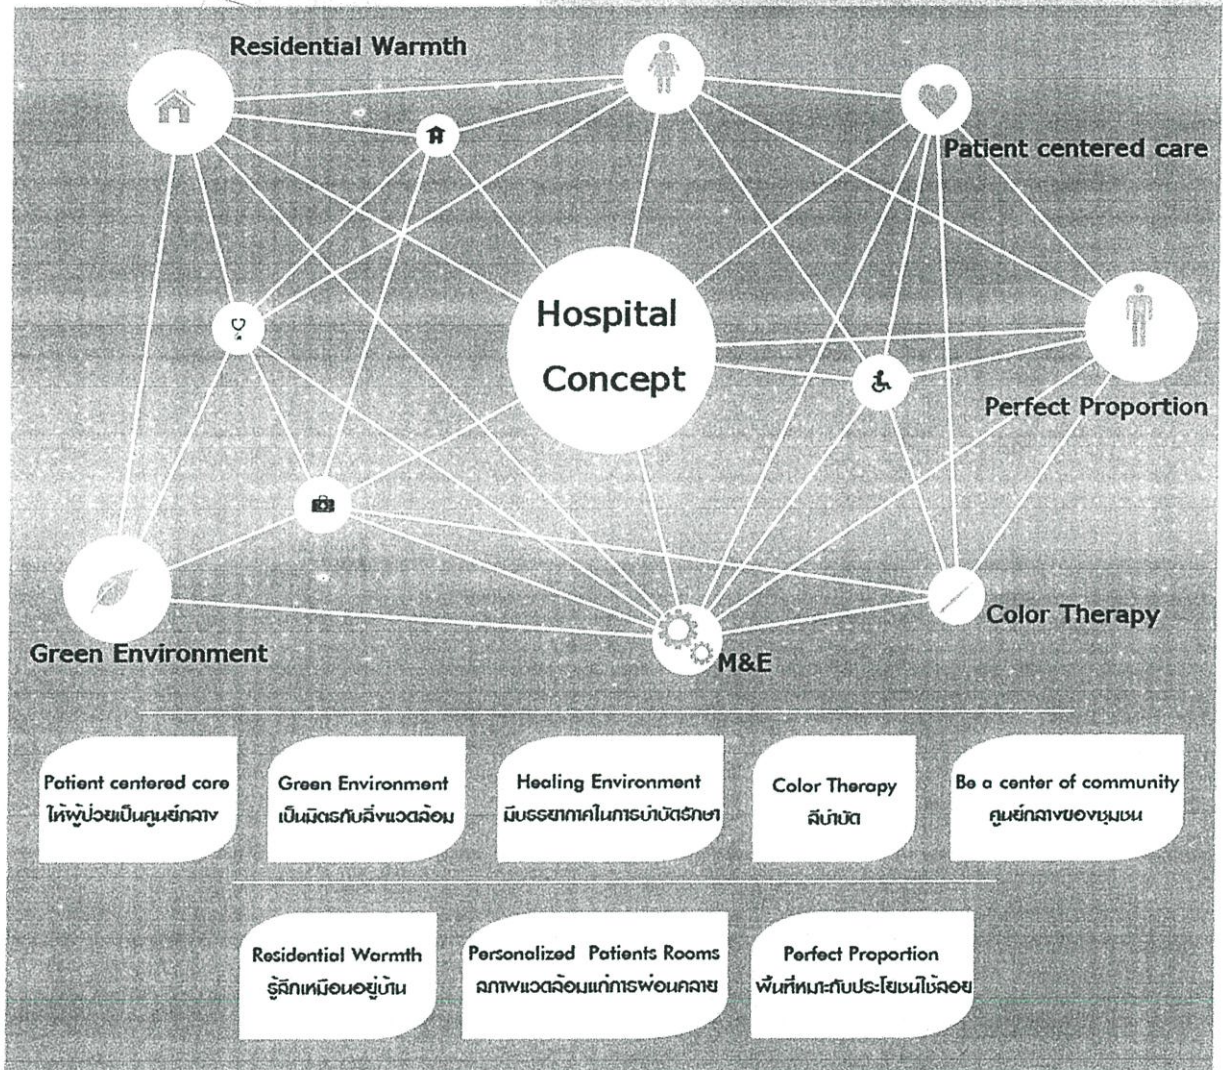 Residential Warmth
Patient centered care
Hospital
Concept
Perfect Proportion
Color Therapy
Green Environment
M&E
Patient centered care
ให้ผู้ป่วยเป็นศูนย์กลาง
Green Environment
เป็นมิตรกับสิ่งแวดล้อม
Healing Environment
มีบรรยากาศในการบำบัดรักษา
Color Therapy
สีบำบัด
Be a center of community
ศูนย์กลางของชุมชน
Residential Warmth
รู้สึกเหมือนอยู่บ้าน
Personalized Patients Rooms
สภาพแวดล้อมแก่การผ่อนคลาย
Perfect Proportion
พื้นที่เหมาะกับประโยชน์ใช้สอย